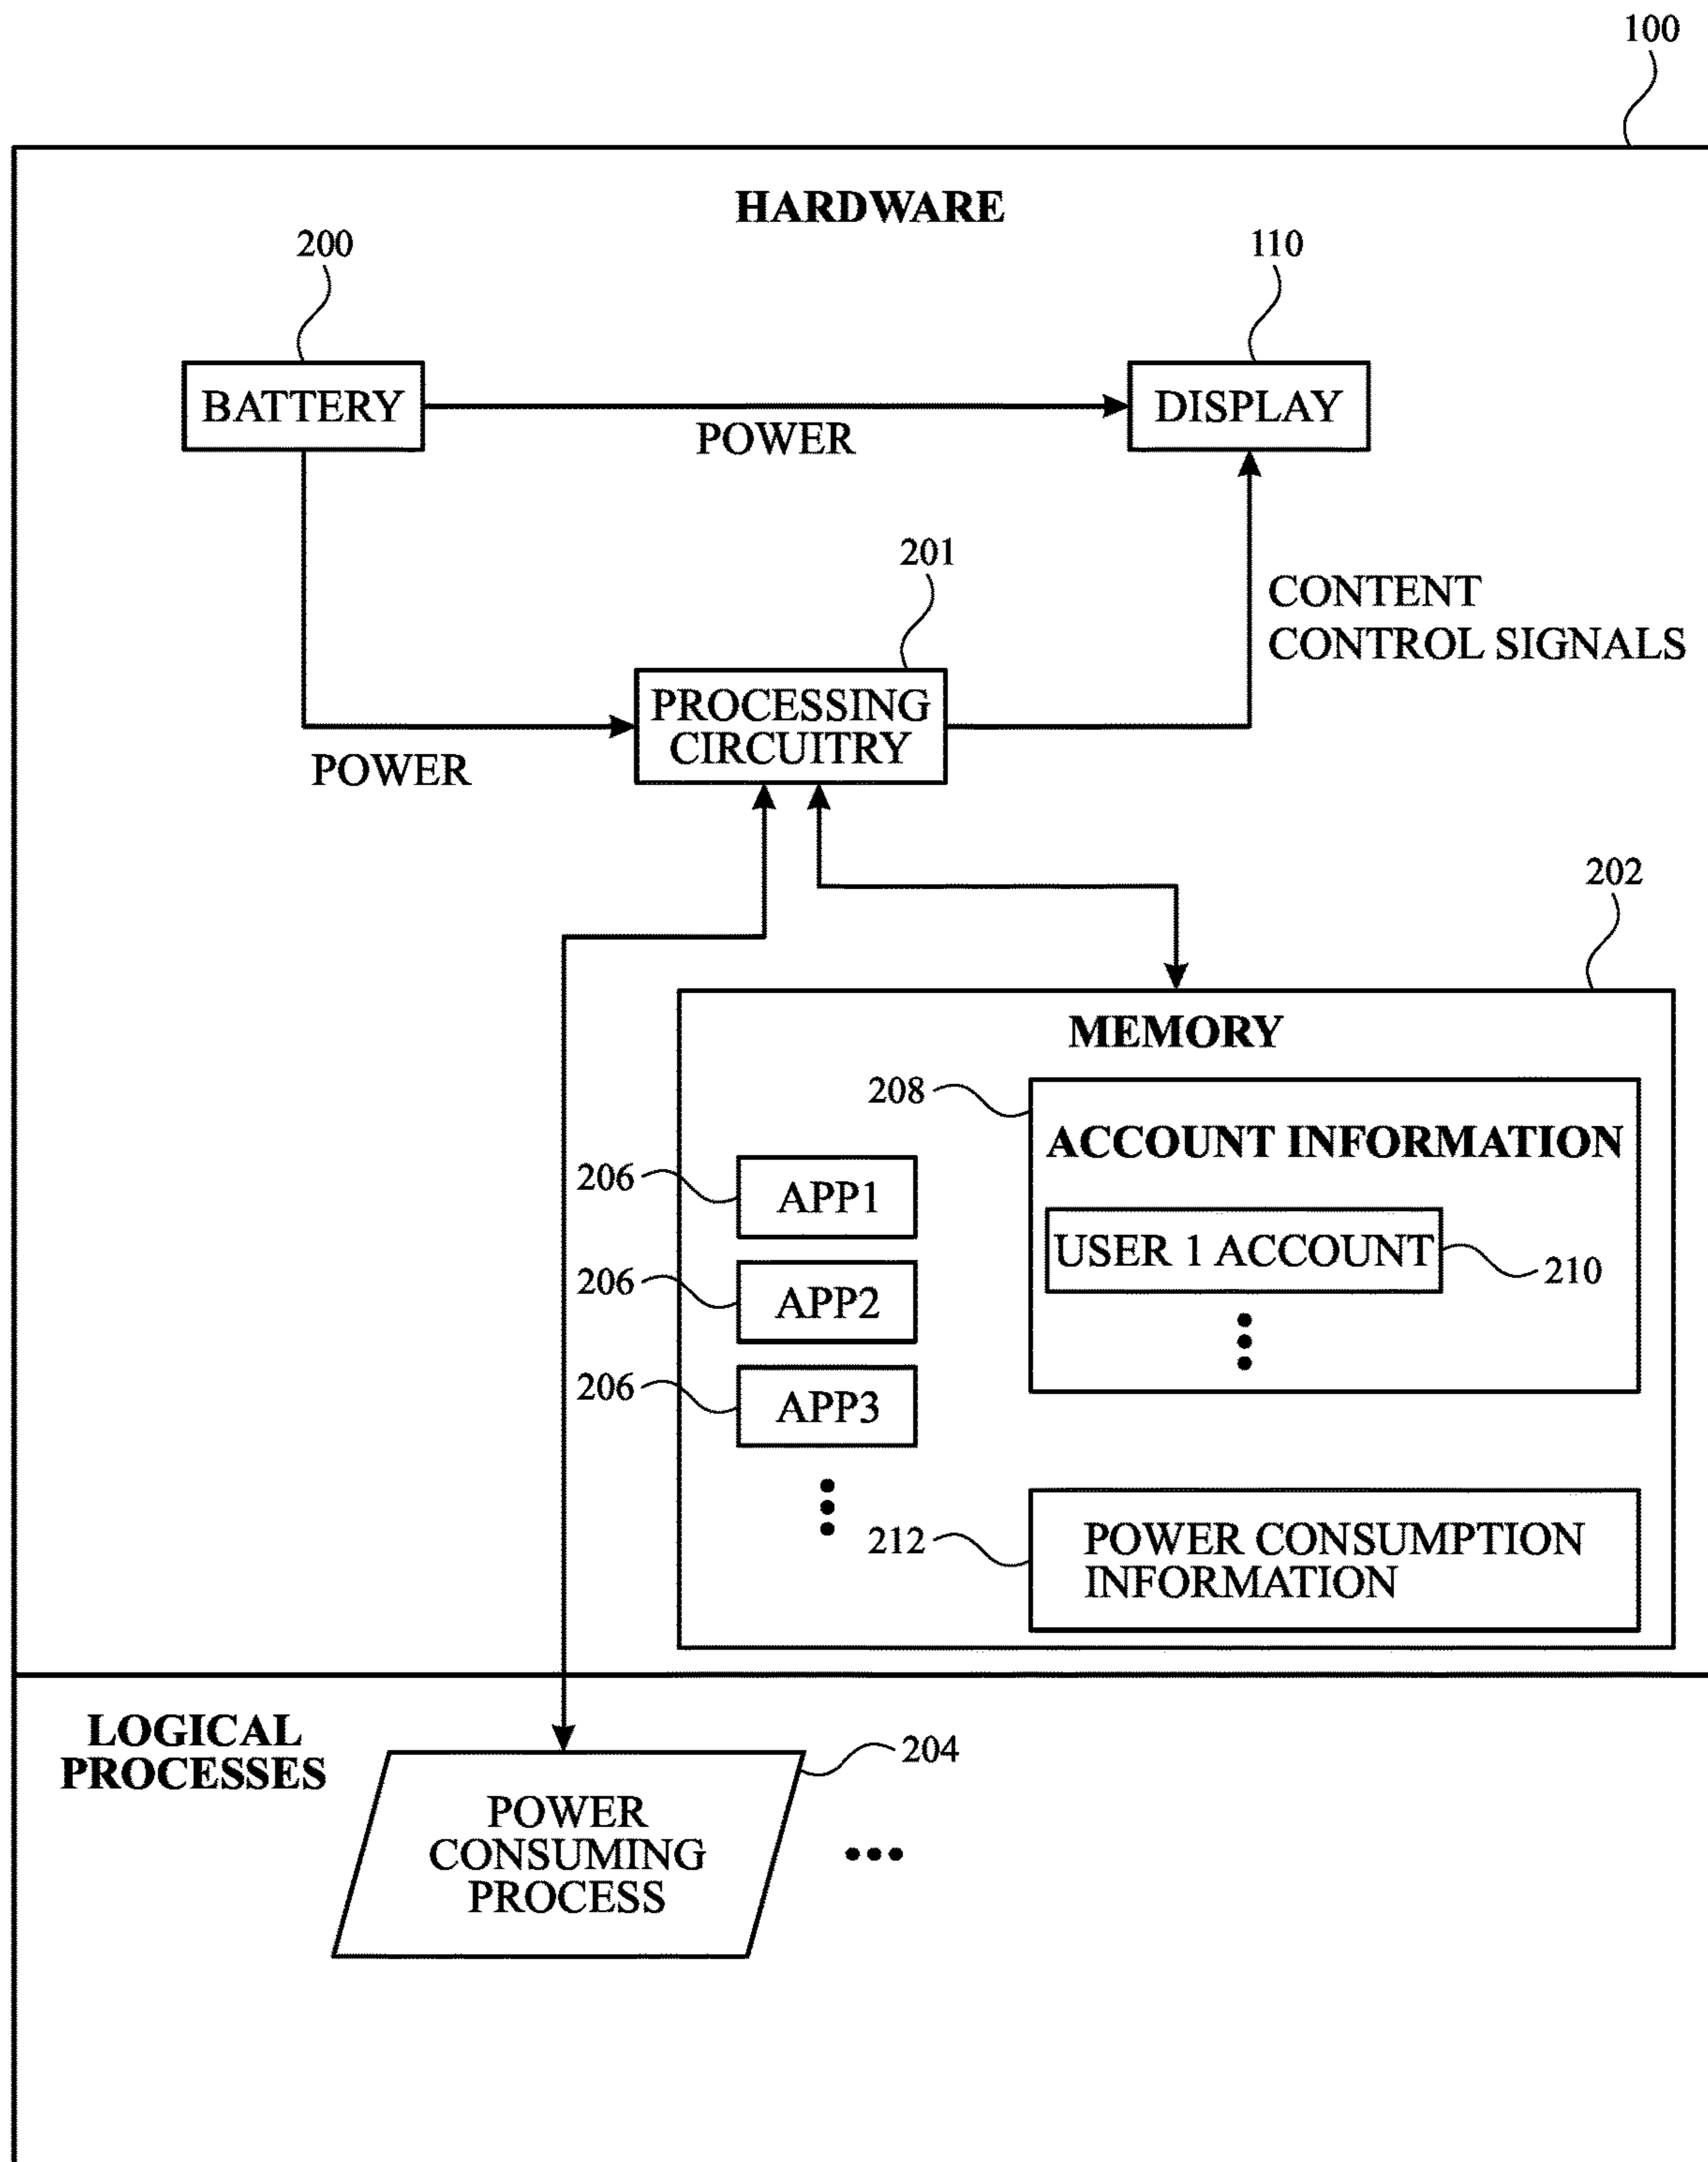 100
HARDWARE
200
110
BATTERY
DISPLAY
POWER
201
CONTENT
CONTROL SIGNALS
PROCESSING
CIRCUITRY
POWER
202
MEMORY
208
ACCOUNT INFORMATION
206
APP1
USER 1 ACCOUNT
210
206
APP2
206
APP3
212
POWER CONSUMPTION
INFORMATION
LOGICAL
PROCESSES
204
POWER
CONSUMING
PROCESS